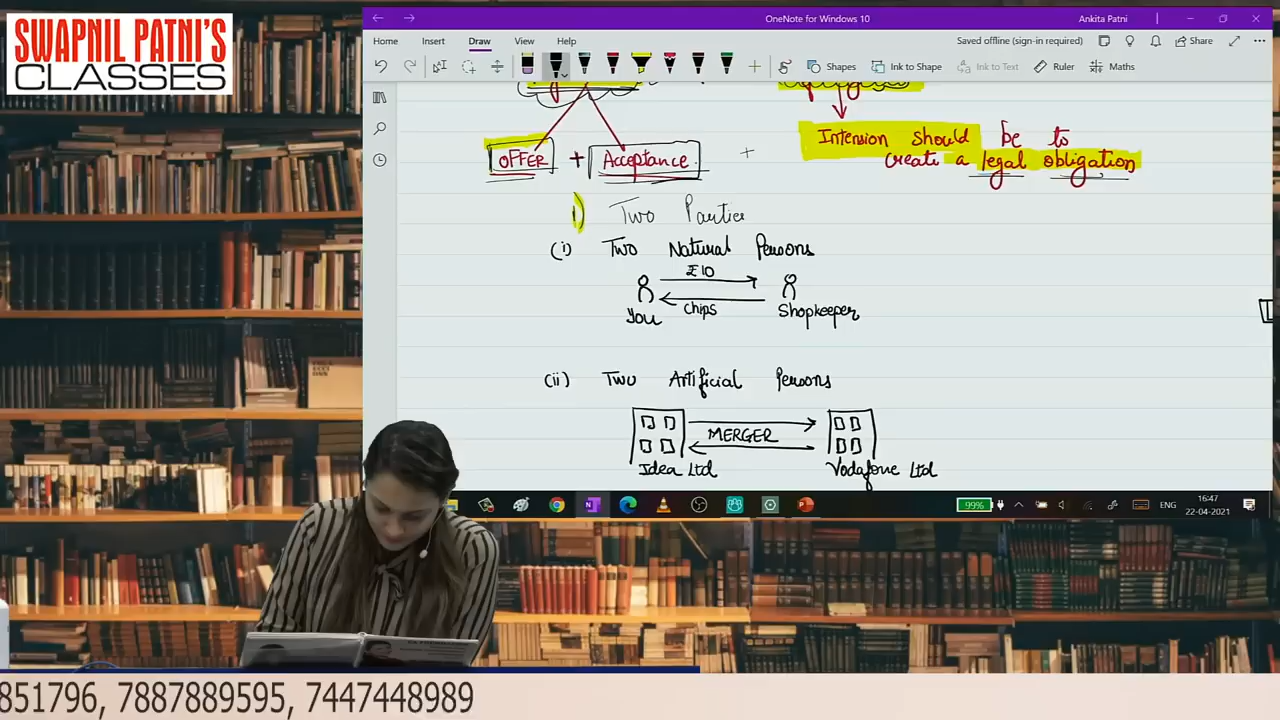 SWAPNIL PATNI'S
CLASSES
OneNote for Windows 10
Ankita Patni
Home Insert Draw View Help
Saved offline (sign-in required)
Share
Shapes
Ink to Shape
Ink to Text
Ruler
Maths
OFFER + Acceptance +
Intension should be to
create a legal obligation
1) Two Parties
(i) Two Natural Persons
₹10
chips
You
Shopkeeper
(ii) Two Artificial Persons
MERGER
Idea Ltd
Vodafone Ltd
99%
ENG
16:47
22-04-2021
851796, 7887889595, 7447448989